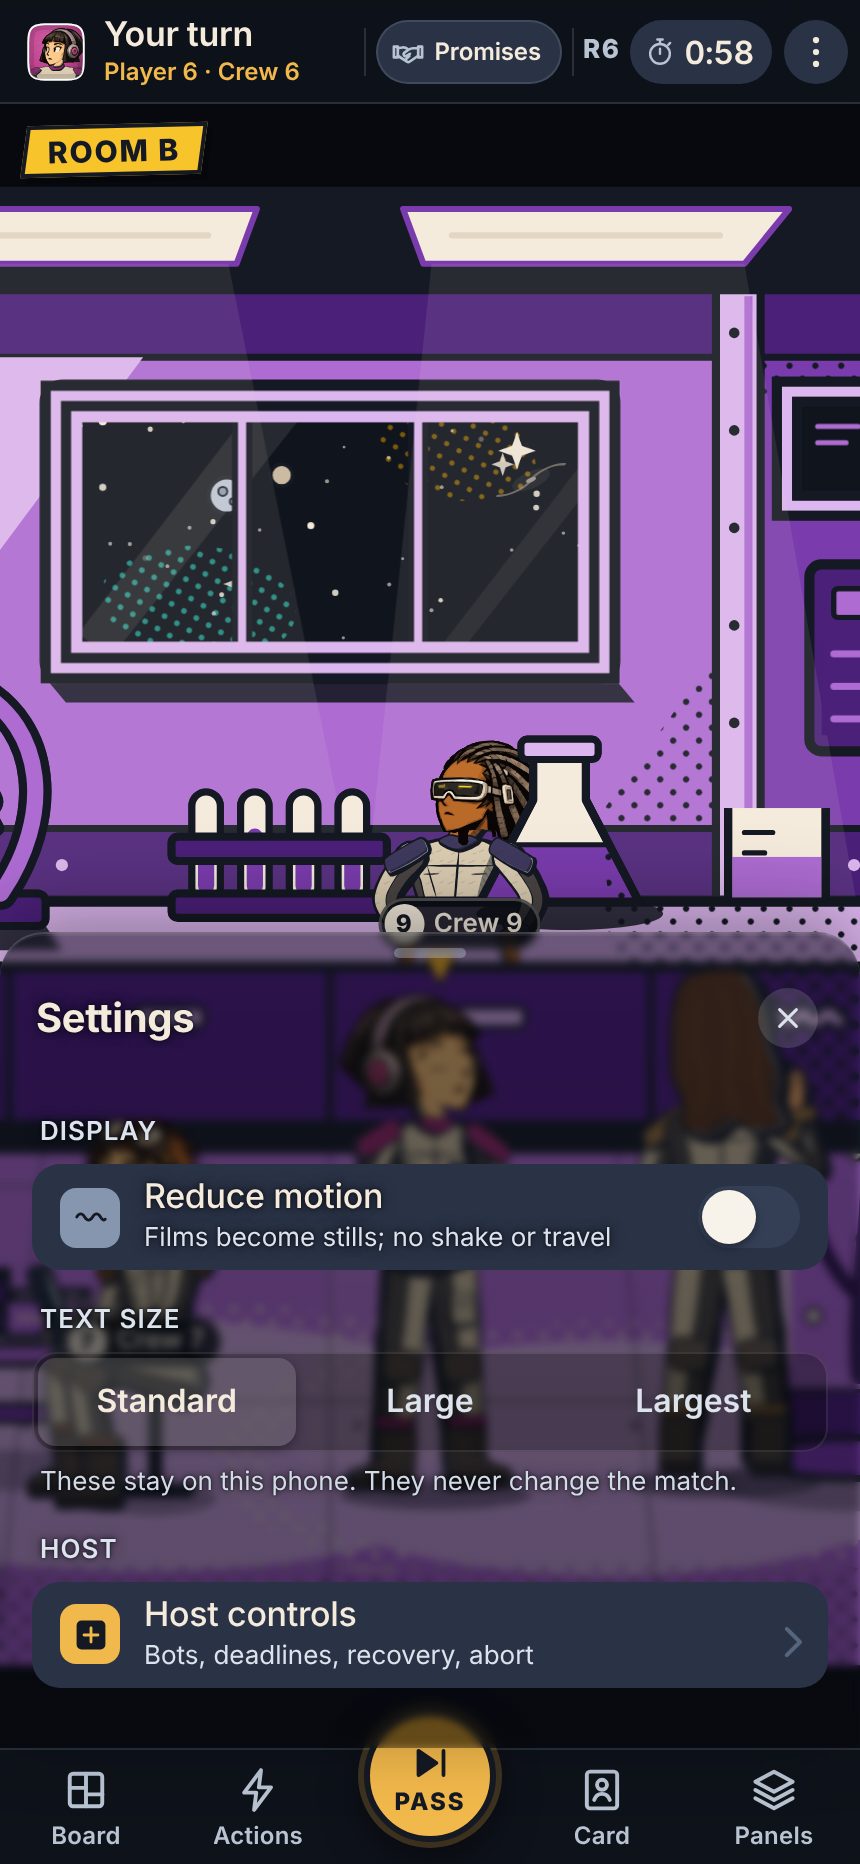 Your turn
Player 6 · Crew 6
Promises
R6
0:58
ROOM B
9 Crew 9
Settings
DISPLAY
Reduce motion
Films become stills; no shake or travel
TEXT SIZE
Standard
Large
Largest
These stay on this phone. They never change the match.
HOST
Host controls
Bots, deadlines, recovery, abort
PASS
Board
Actions
Card
Panels